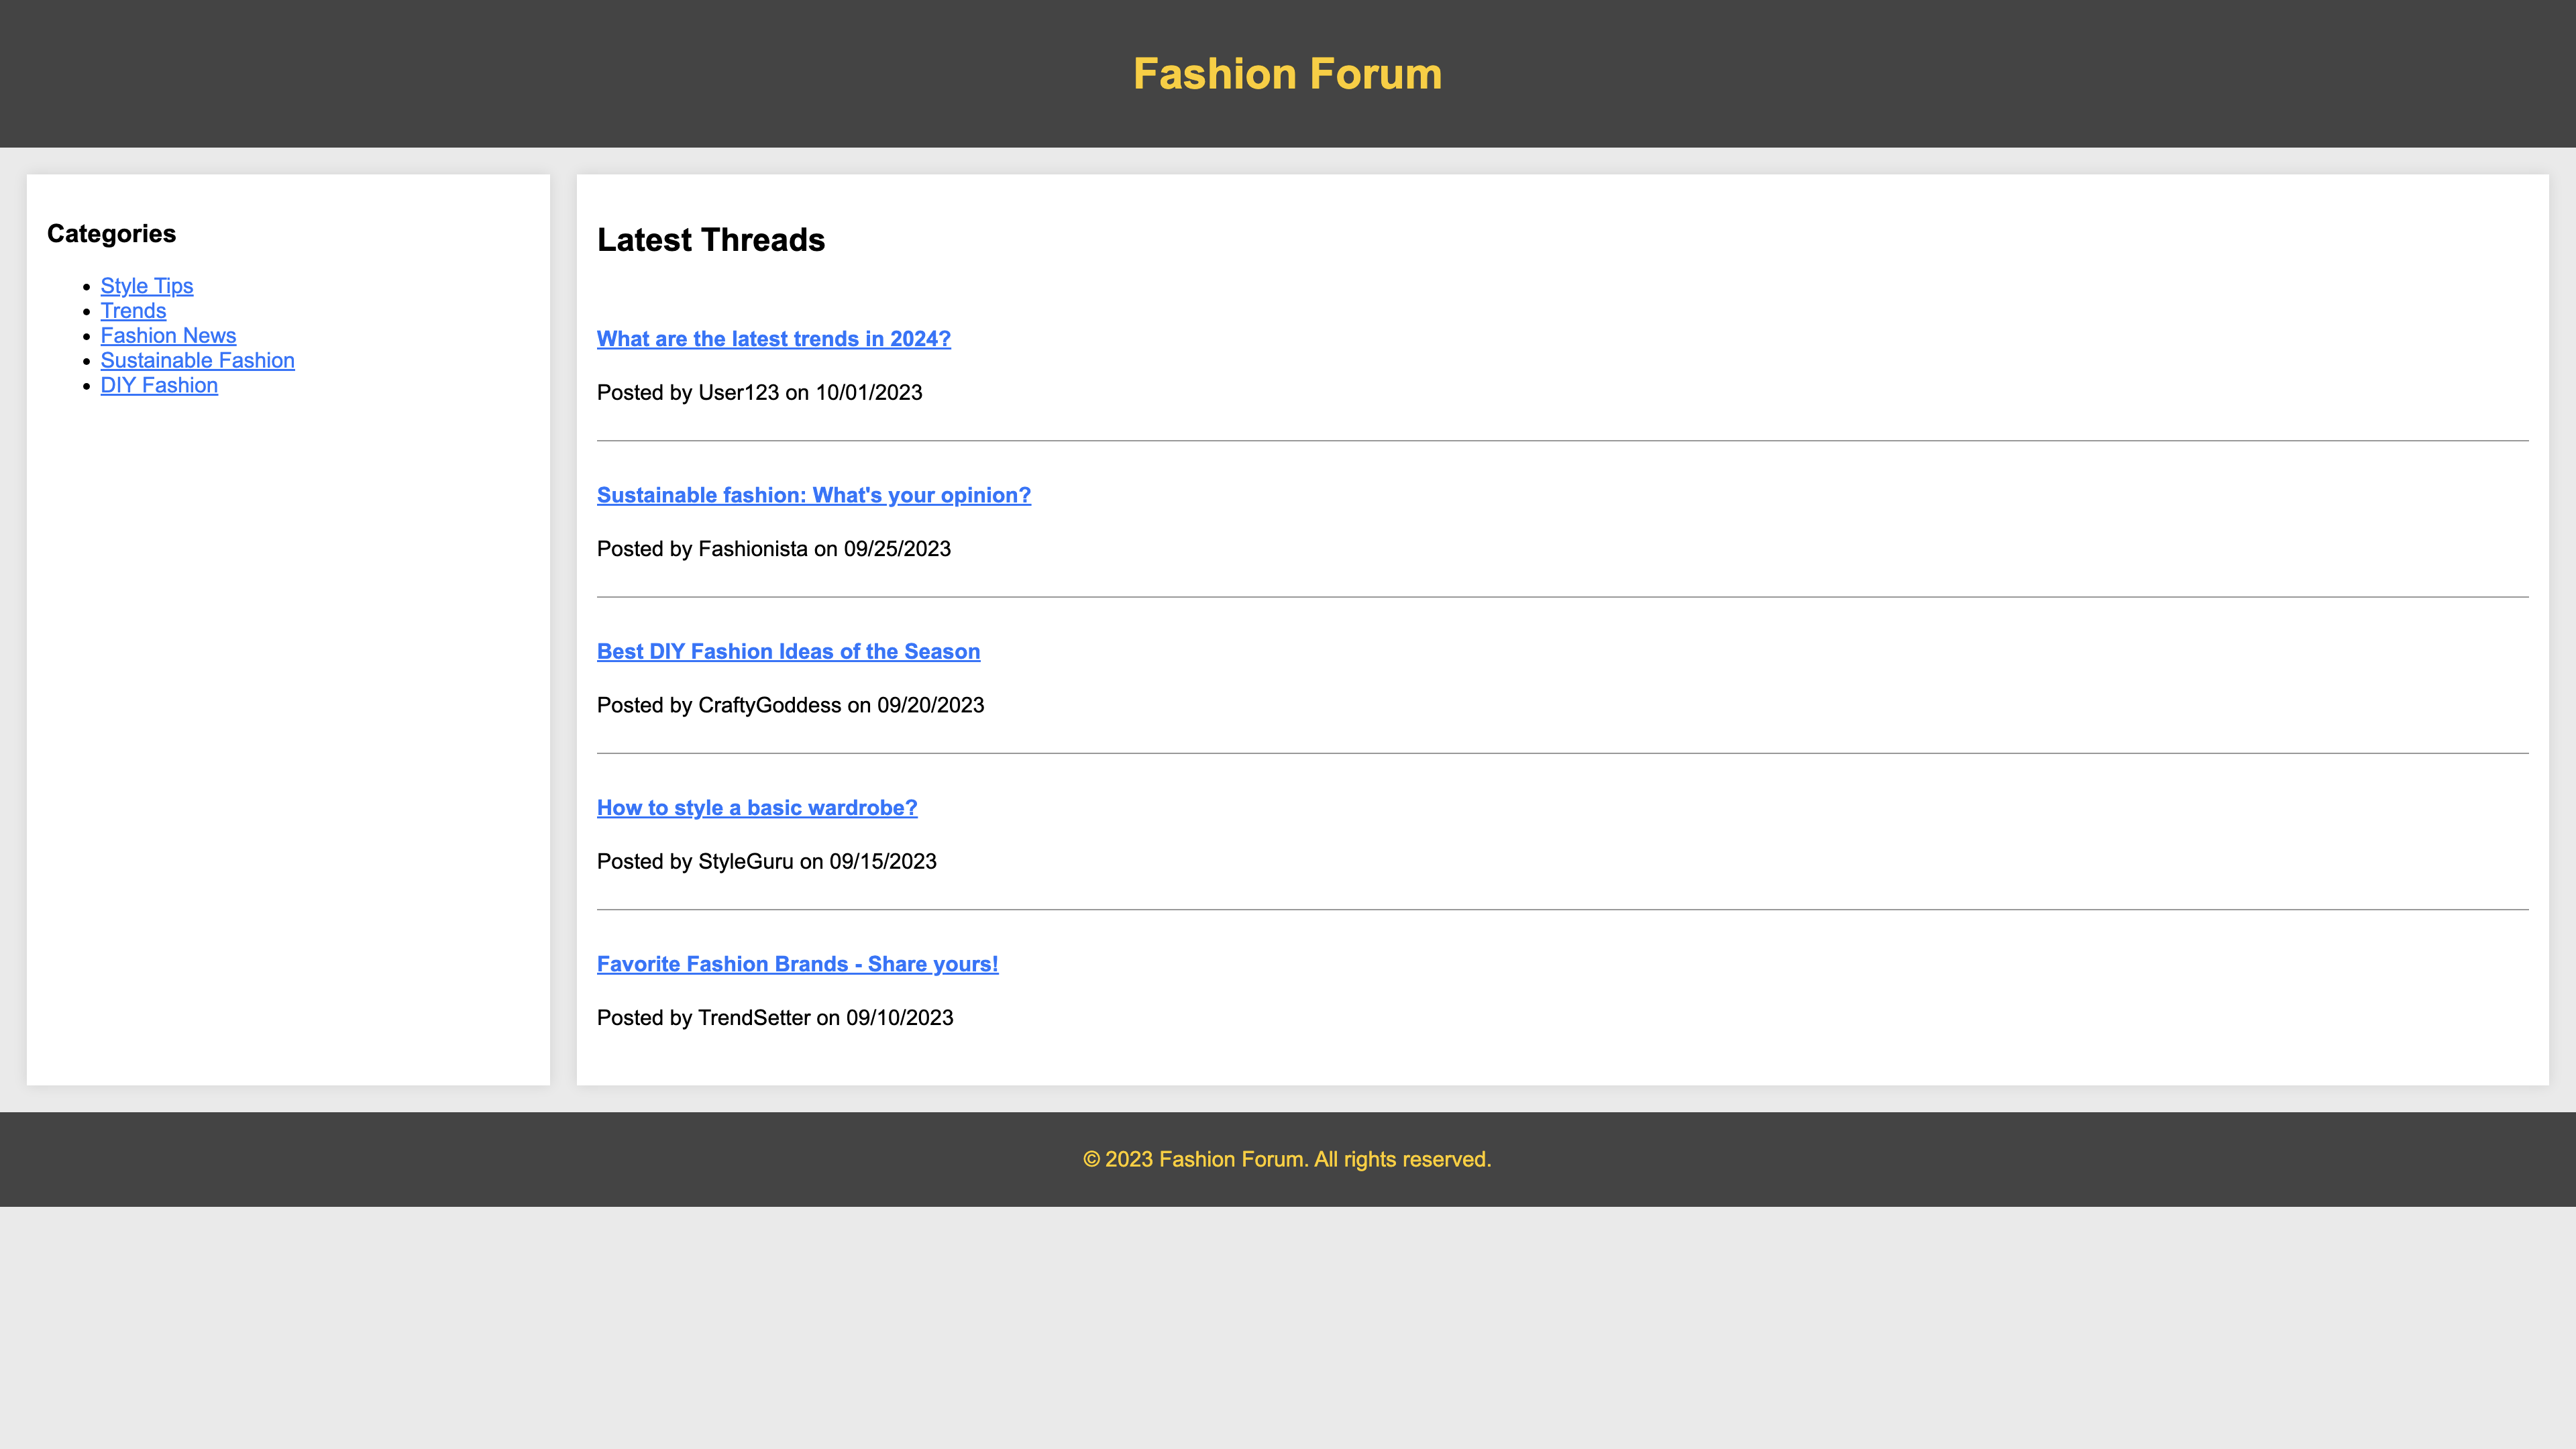 Fashion Forum
Categories
Style Tips
Trends
Fashion News
Sustainable Fashion
DIY Fashion
Latest Threads
What are the latest trends in 2024?
Posted by User123 on 10/01/2023
Sustainable fashion: What's your opinion?
Posted by Fashionista on 09/25/2023
Best DIY Fashion Ideas of the Season
Posted by CraftyGoddess on 09/20/2023
How to style a basic wardrobe?
Posted by StyleGuru on 09/15/2023
Favorite Fashion Brands - Share yours!
Posted by TrendSetter on 09/10/2023
© 2023 Fashion Forum. All rights reserved.